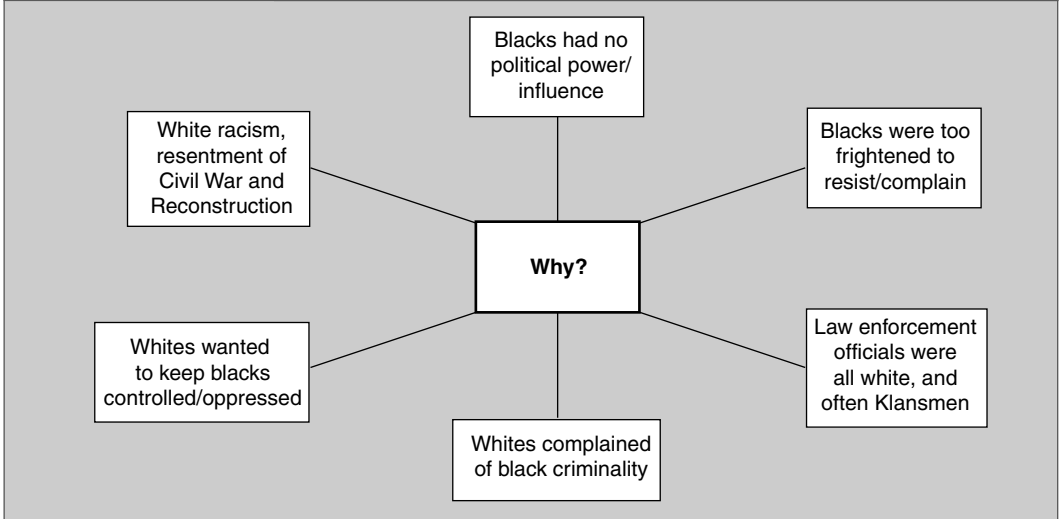 Blacks had no
political power/
influence
White racism,
resentment of
Civil War and
Reconstruction
Blacks were too
frightened to
resist/complain
Why?
Whites wanted
to keep blacks
controlled/oppressed
Law enforcement
officials were
all white, and
often Klansmen
Whites complained
of black criminality